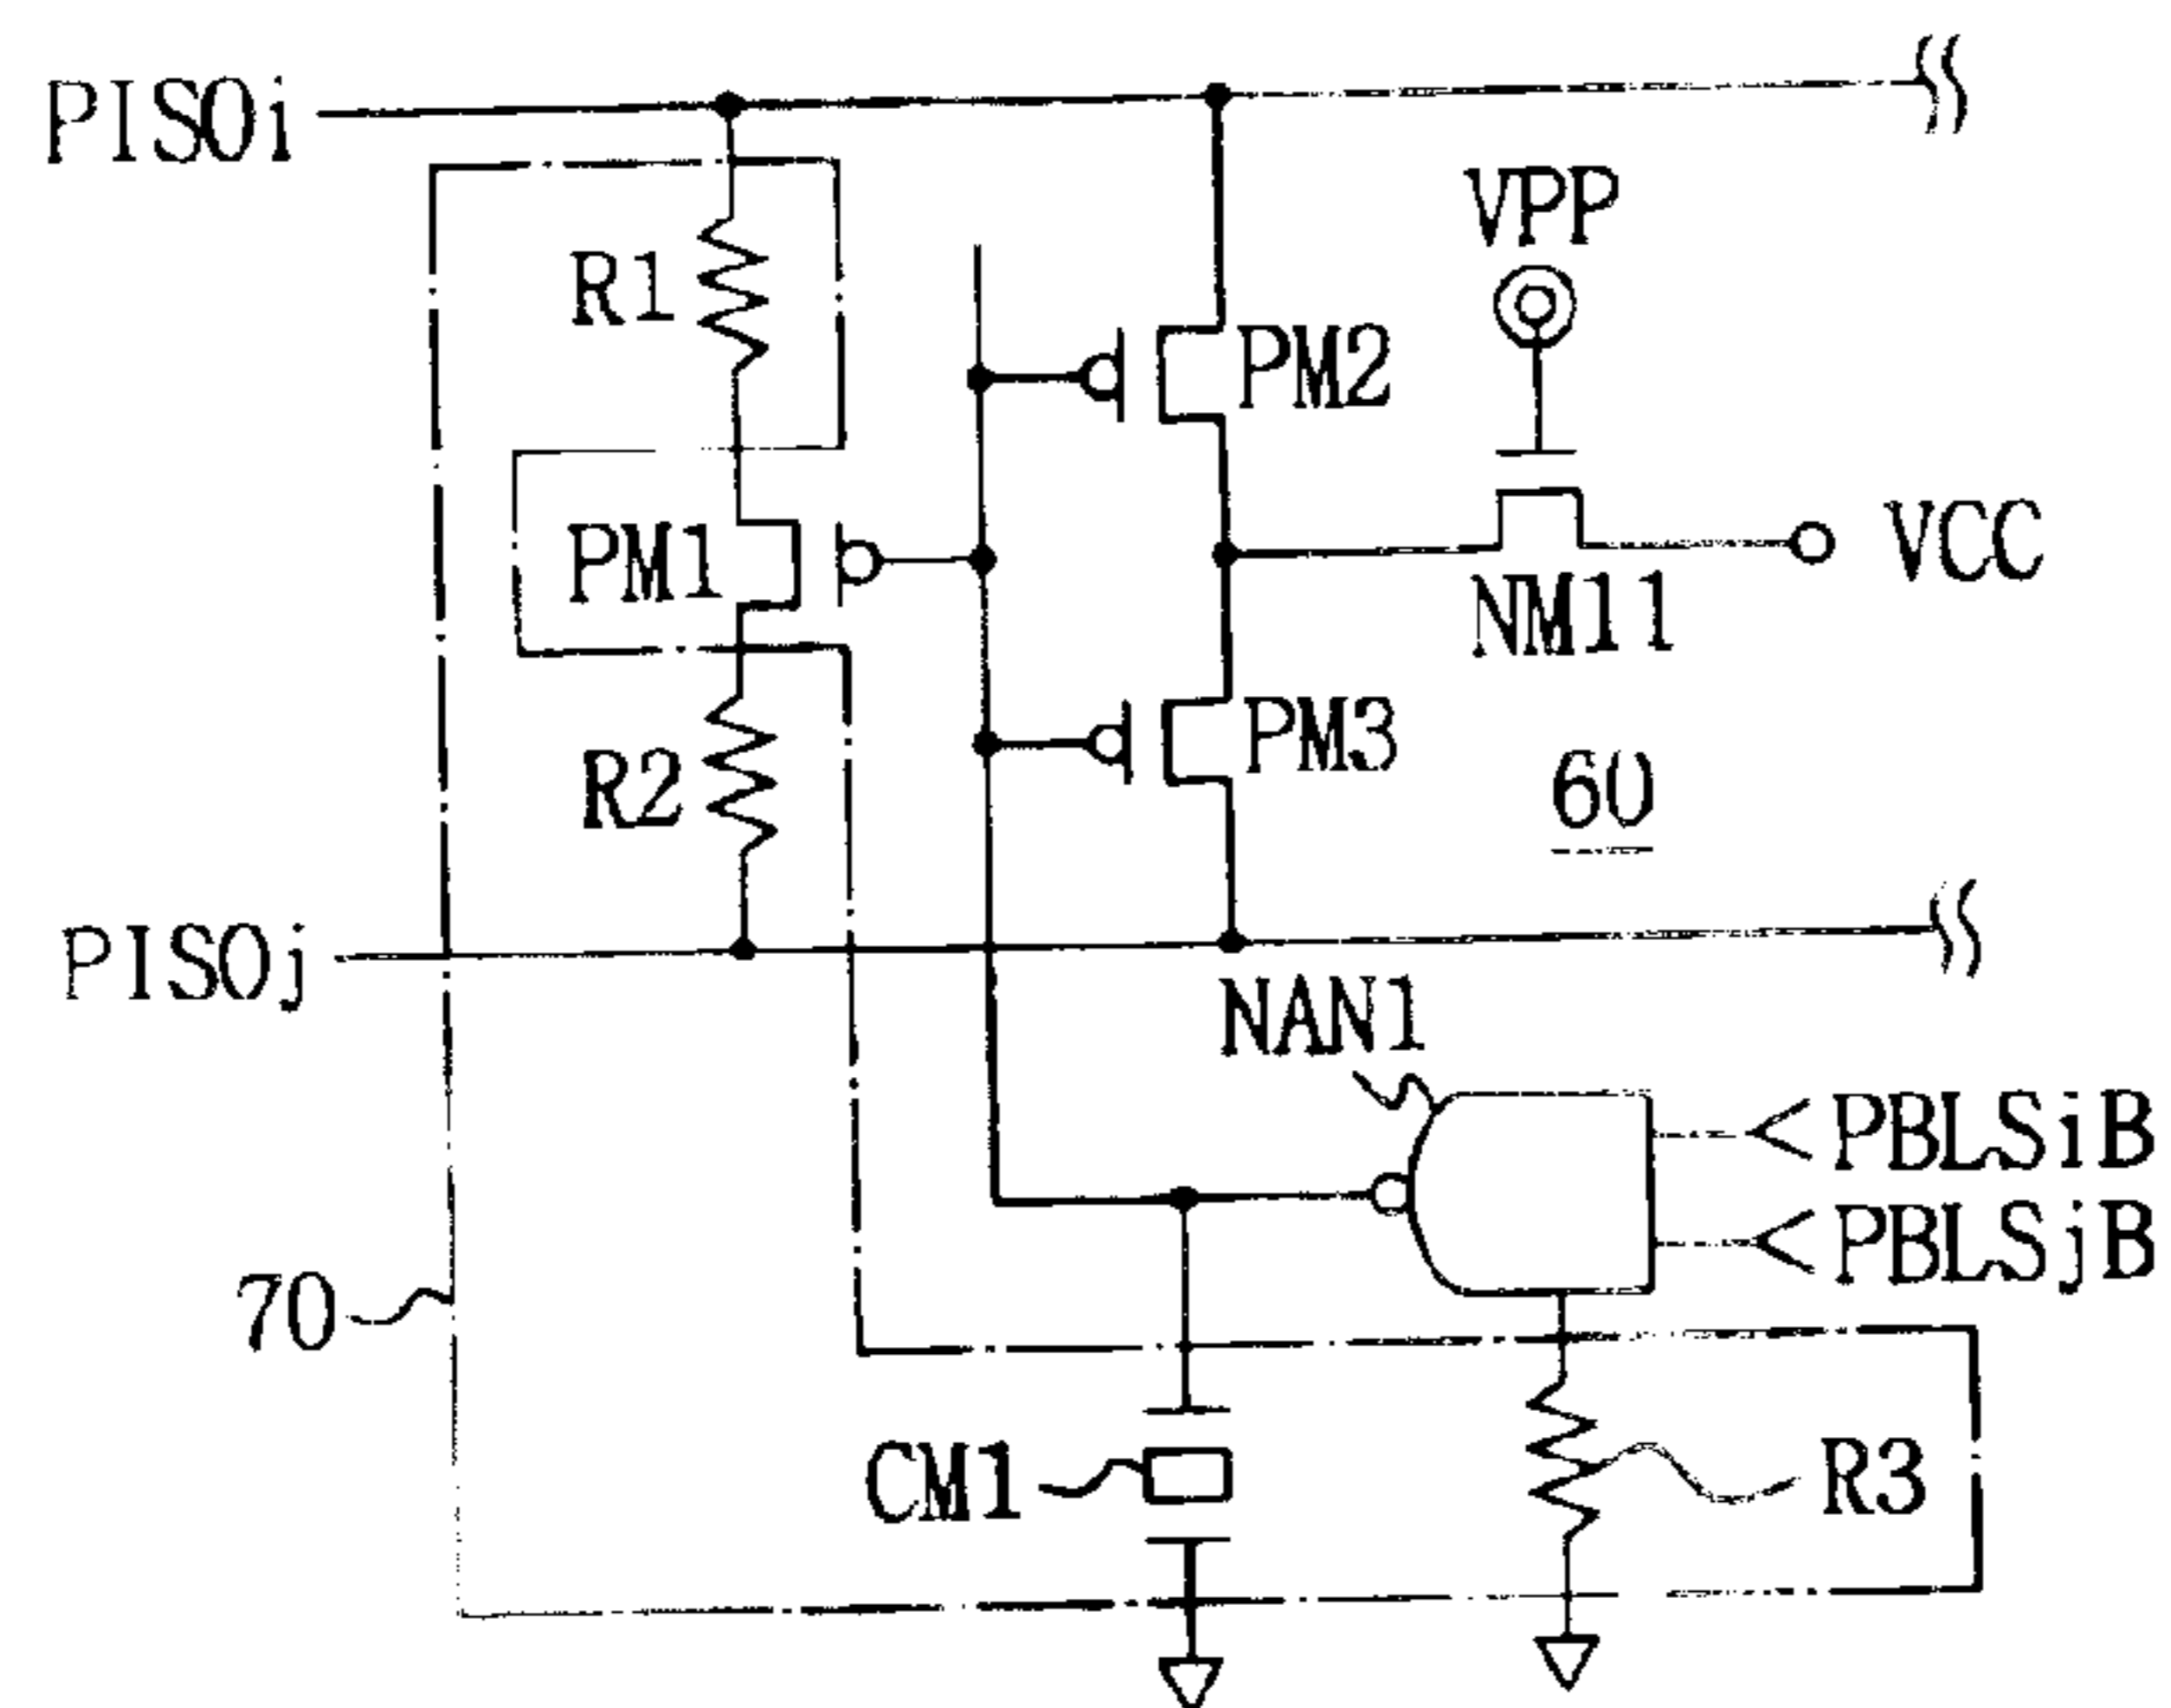 PISOi
VPP
R1
PM2
PM1
VCC
NM11
R2
PM3
60
PISOj
NAN1
PBLSiB
PBLSjB
70
CM1
R3